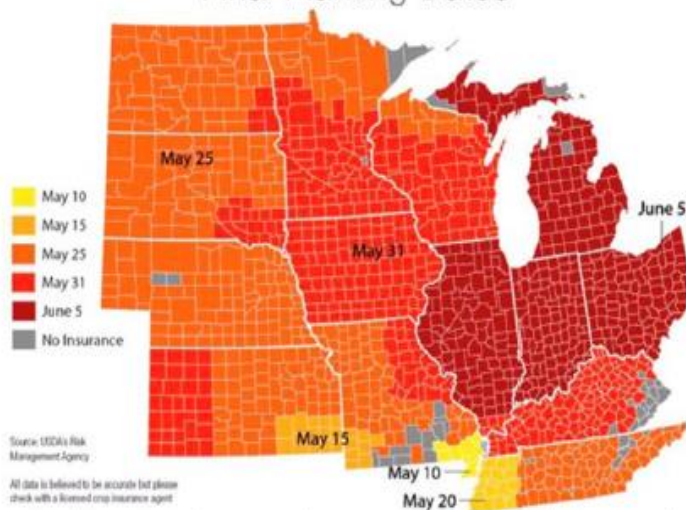 May 25
May 10
May 15
May 25
May 31
June 5
No Insurance
June 5
May 31
May 15
May 10
May 20
Source: USDA's Risk
Management Agency
All data is believed to be accurate but please
check with a licensed crop insurance agent